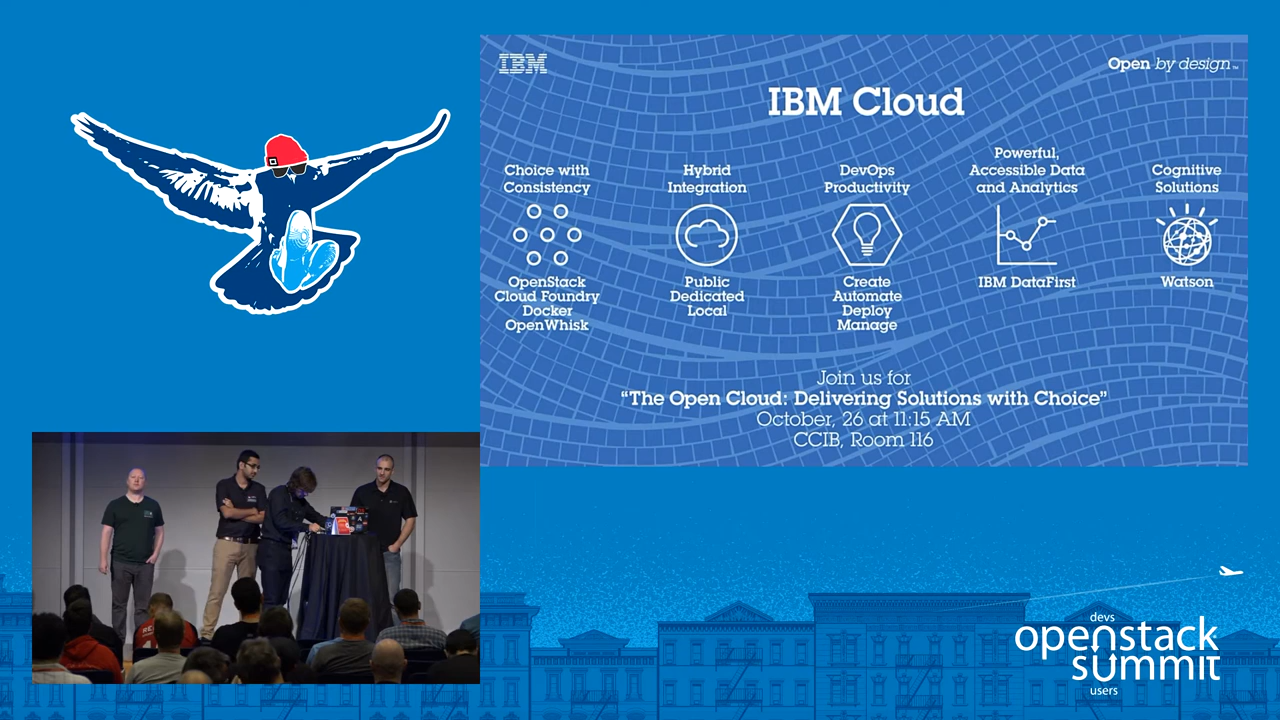 IBM
Open by design™
IBM Cloud
Choice with
Consistency
OpenStack
Cloud Foundry
Docker
OpenWhisk
Hybrid
Integration
Public
Dedicated
Local
DevOps
Productivity
Create
Automate
Deploy
Manage
Powerful,
Accessible Data
and Analytics
IBM DataFirst
Cognitive
Solutions
Watson
Join us for
“The Open Cloud: Delivering Solutions with Choice”
October, 26 at 11:15 AM
CCIB, Room 116
devs
openstack
summit
users